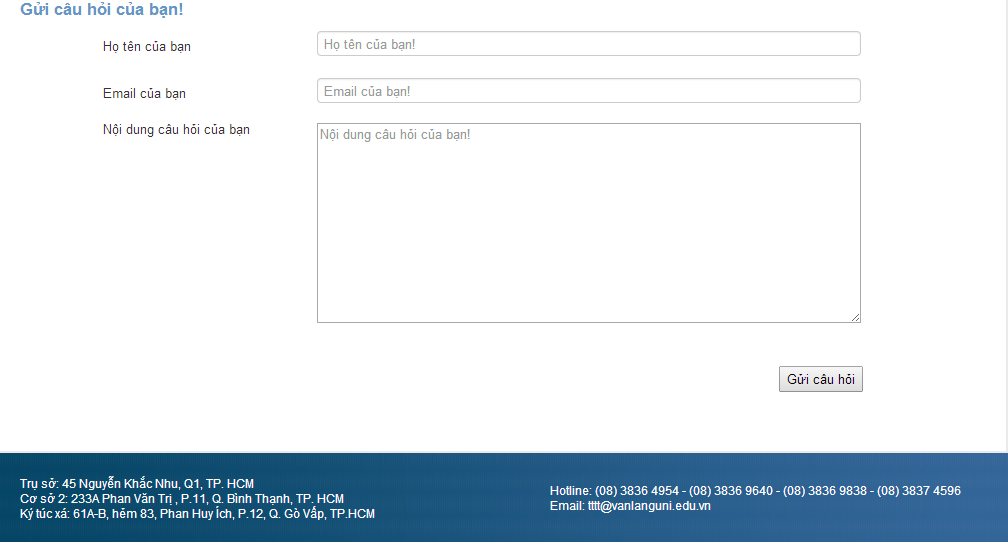 Gửi câu hỏi của bạn!
Họ tên của bạn
Họ tên của bạn!
Email của bạn
Email của bạn!
Nội dung câu hỏi của bạn
Nội dung câu hỏi của bạn!
Gửi câu hỏi
Trụ sở: 45 Nguyễn Khắc Nhu, Q1, TP. HCM
Cơ sở 2: 233A Phan Văn Trị , P.11, Q. Bình Thạnh, TP. HCM
Ký túc xá: 61A-B, hẻm 83, Phan Huy Ích, P.12, Q. Gò Vấp, TP.HCM
Hotline: (08) 3836 4954 - (08) 3836 9640 - (08) 3836 9838 - (08) 3837 4596
Email: tttt@vanlanguni.edu.vn